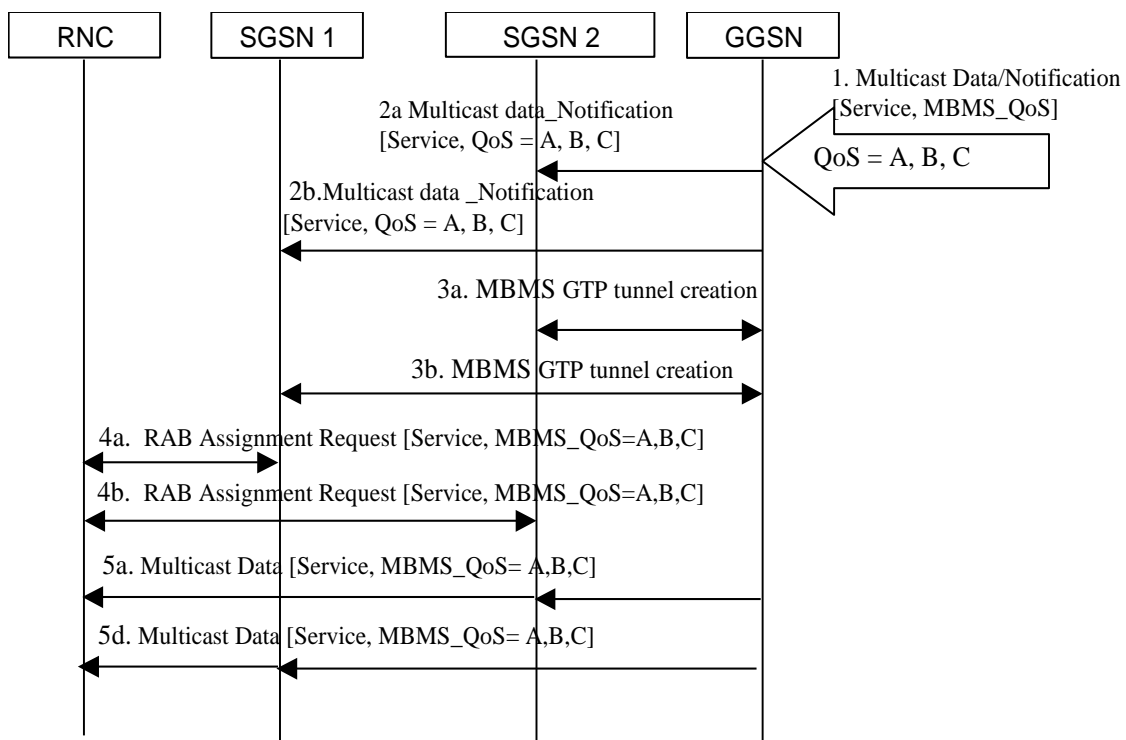 RNC
SGSN 1
SGSN 2
GGSN
1. Multicast Data/Notification
[Service, MBMS_QoS]
QoS = A, B, C
2a Multicast data_Notification
[Service, QoS = A, B, C]
2b.Multicast data _Notification
[Service, QoS = A, B, C]
3a. MBMS GTP tunnel creation
3b. MBMS GTP tunnel creation
4a. RAB Assignment Request [Service, MBMS_QoS=A,B,C]
4b. RAB Assignment Request [Service, MBMS_QoS=A,B,C]
5a. Multicast Data [Service, MBMS_QoS= A,B,C]
5d. Multicast Data [Service, MBMS_QoS= A,B,C]